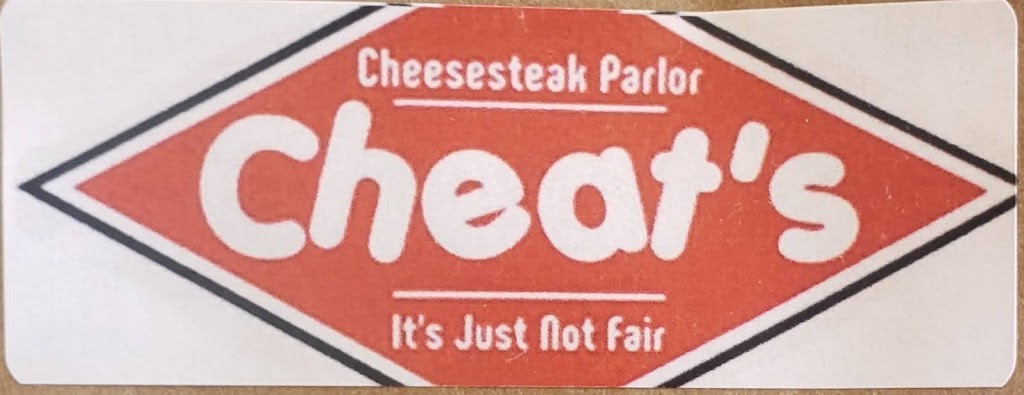 Cheesesteak Parlor
Cheat's
It's Just Not Fair